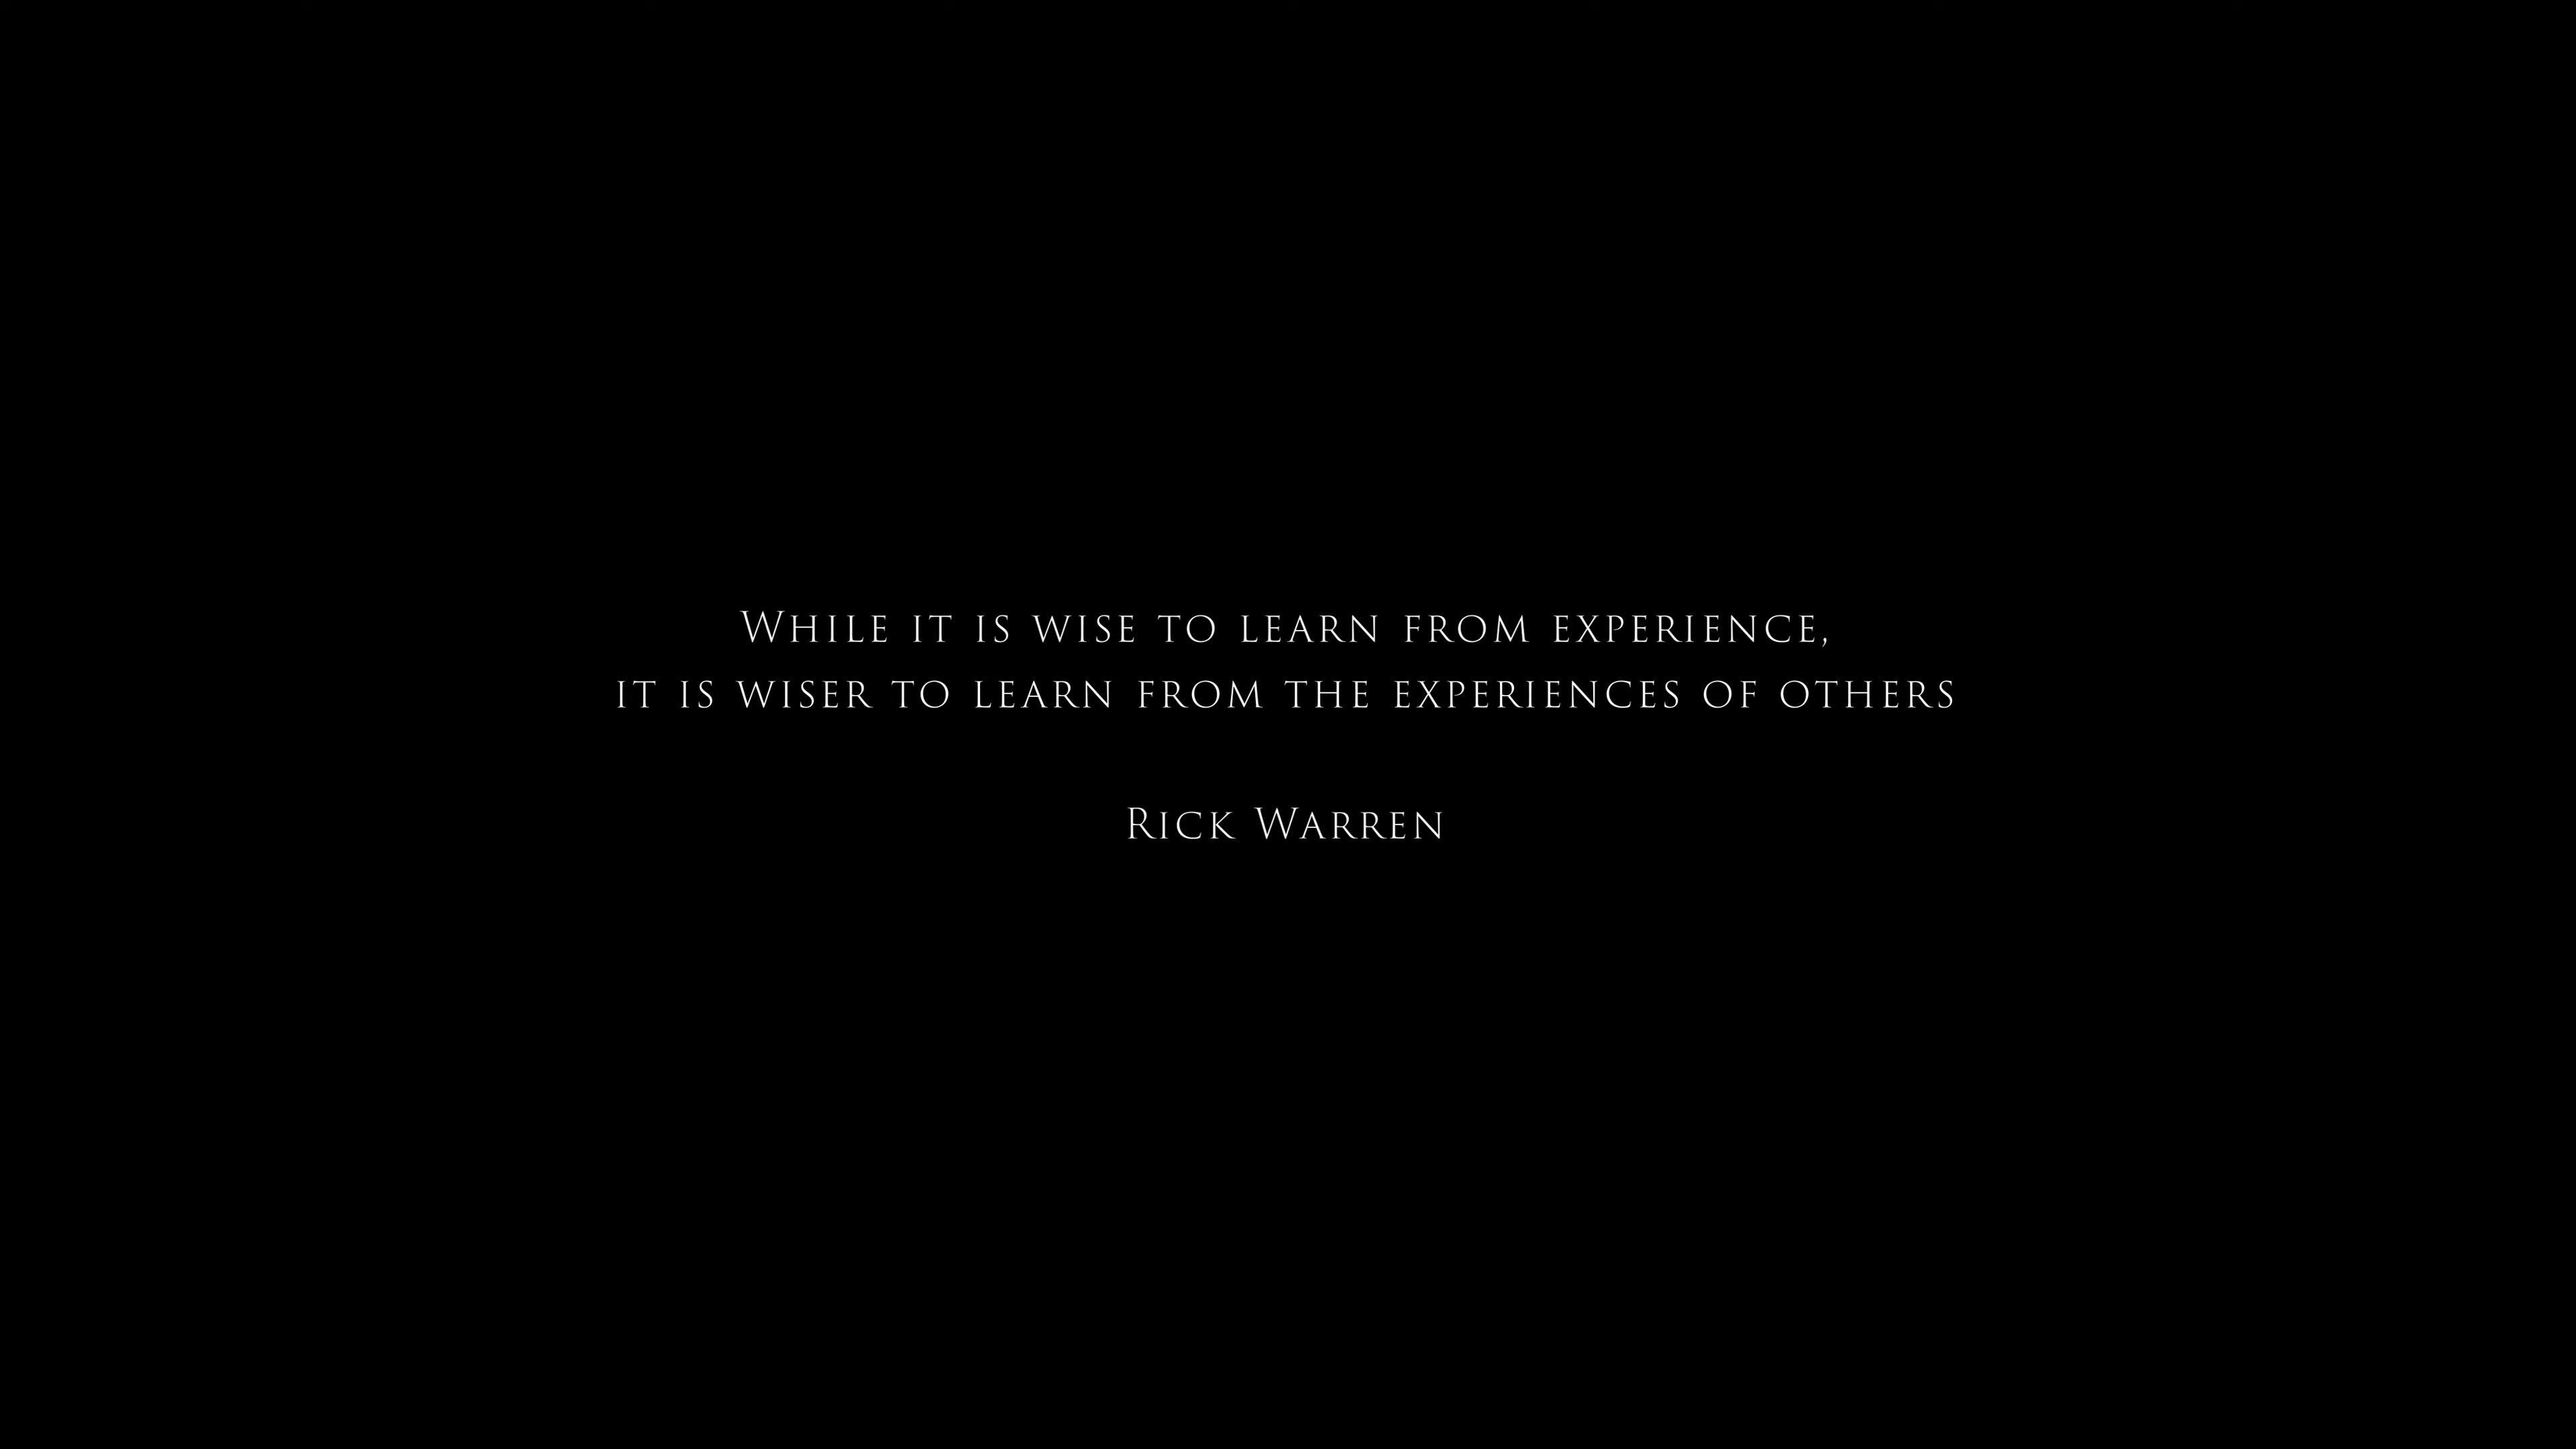 While it is wise to learn from experience,
it is wiser to learn from the experiences of others
Rick Warren